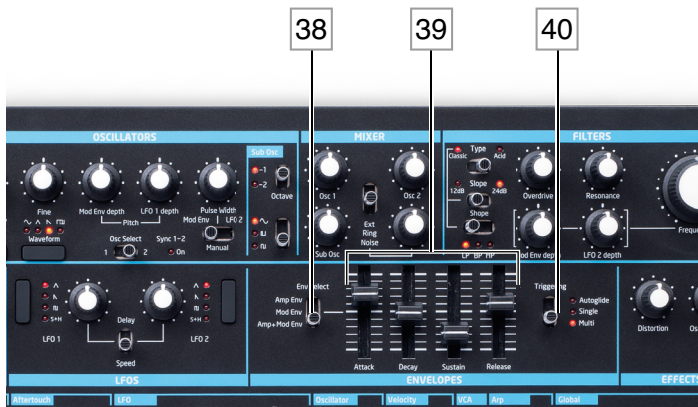 38
39
40
OSCILLATORS
MIXER
FILTERS
Fine
Mod Env depth
LFO 1 depth
Pitch
Pulse Width
Mod Env
LFO 2
Manual
Waveform
Osc Select
1
2
Sync 1-2
On
Sub Osc
-1
-2
Octave
Osc 1
Osc 2
Ext
Ring
Noise
Sub Osc
Type
Classic
Acid
Slope
12dB
24dB
Shape
LP BP HP
Overdrive
Resonance
Mod Env depth
LFO 2 depth
Delay
Speed
S+H
LFO 1
S+H
LFO 2
Env Select
Amp Env
Mod Env
Amp+Mod Env
Attack
Decay
Sustain
Release
Triggering
Autoglide
Single
Multi
Distortion
LFOS
ENVELOPES
EFFECTS
Aftertouch
LFO
Oscillator
Velocity
VCA
Arp
Global